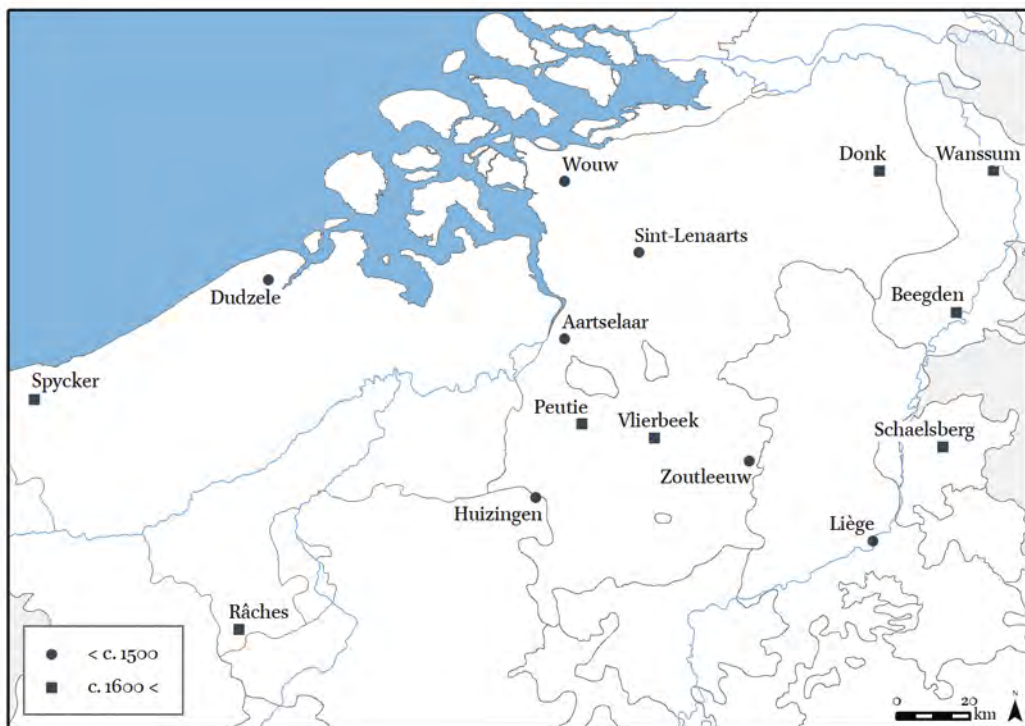 Wouw
Donk
Wanssum
Sint-Lenaarts
Dudzele
Beegden
Aartselaar
Spycker
Peutie
Vlierbeek
Schaelsberg
Zoutleeuw
Huizingen
Liège
Râches
< c. 1500
c. 1600 <
0 20
km
N